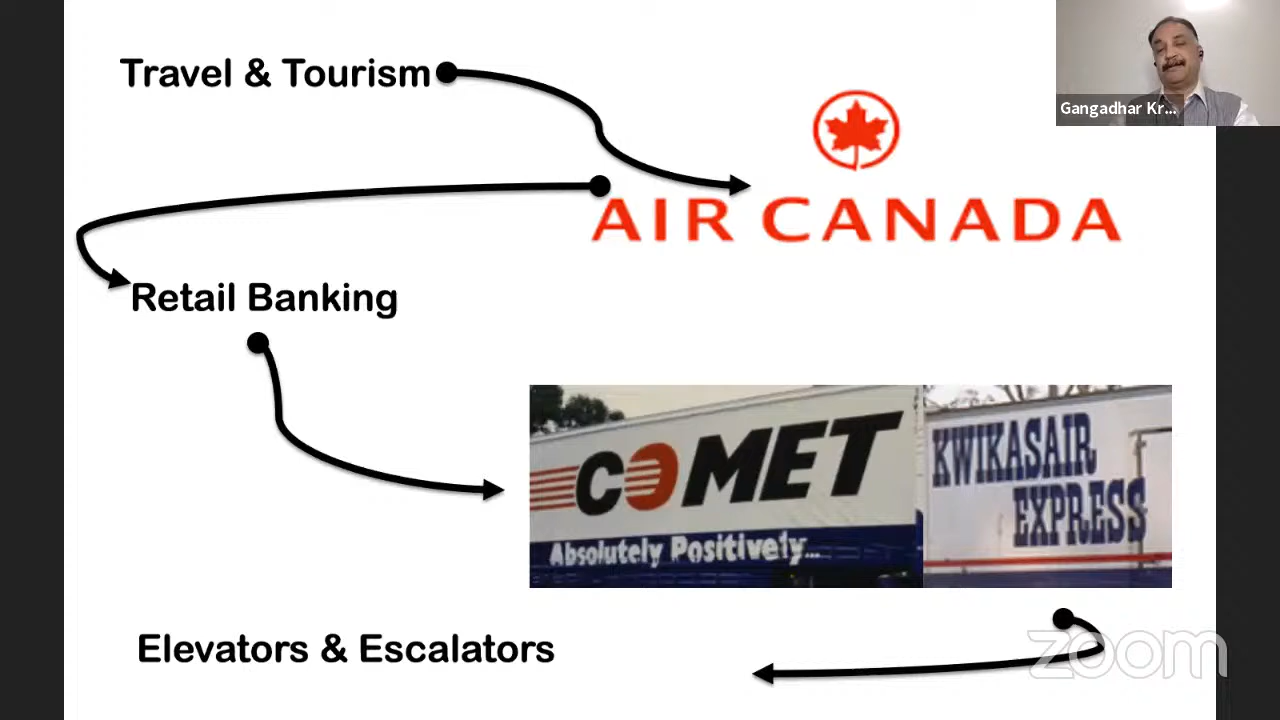 Travel & Tourism
Gangadhar Kr...
AIR CANADA
Retail Banking
COMET
Absolutely Positively...
KWIKASAIR
EXPRESS
Elevators & Escalators
zoom